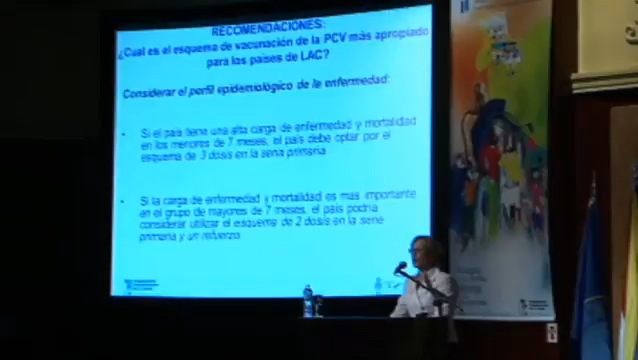 RECOMENDACIONES:
¿Cual es el esquema de vacunación de la PCV más apropiado
para los países de LAC?
Considerar el perfil epidemiológico de la enfermedad:
• Si el país tiene una alta carga de enfermedad y mortalidad
en los menores de 7 meses, el país debe optar por el
esquema de 3 dosis en la serie primaria
• Si la carga de enfermedad y mortalidad es mas importante
en el grupo de mayores de 7 meses, el país podría
considerar utilizar el esquema de 2 dosis en la serie
primaria y un refuerzo